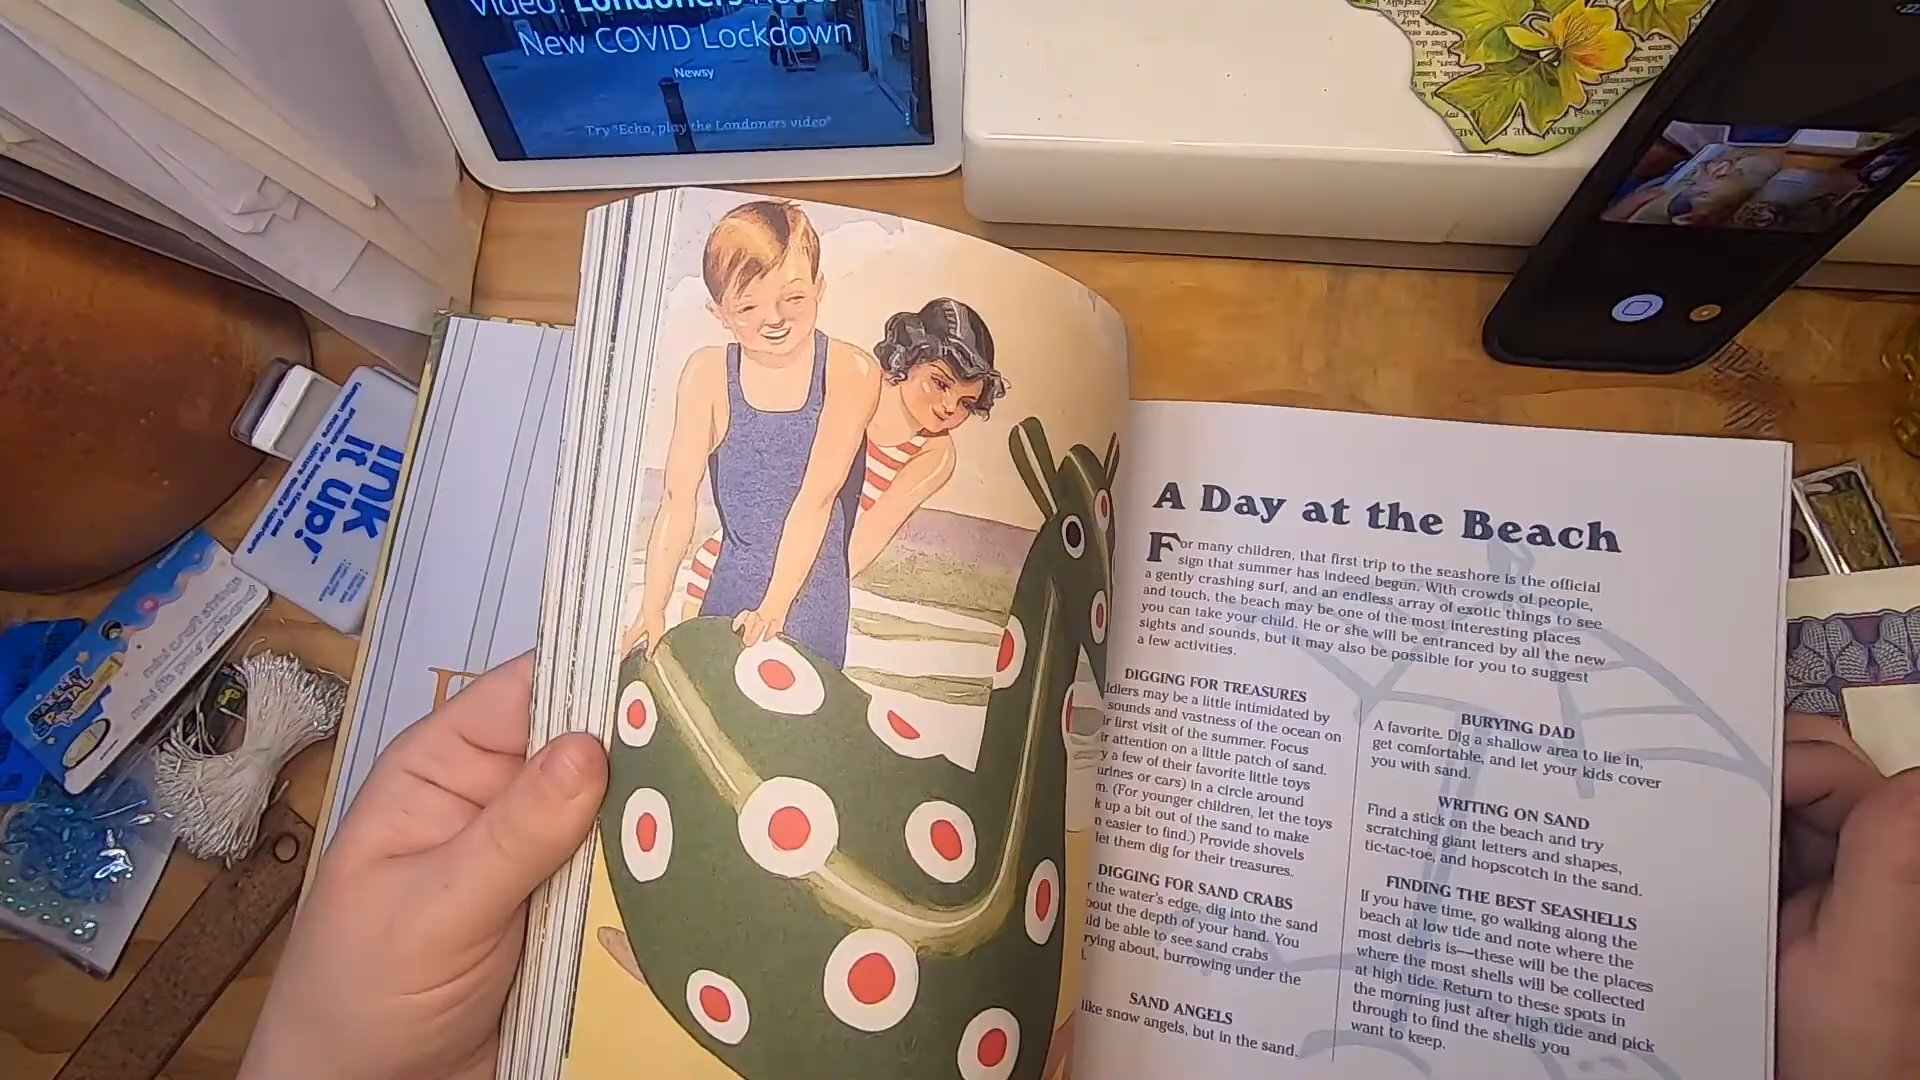 Video: Londoners
New COVID Lockdown
Newsy
Try "Echo, play the Londoners video"
ink
it up!
A Day at the Beach
For many children, that first trip to the seashore is the official
sign that summer has indeed begun. With crowds of people,
a gently crashing surf, and an endless array of exotic things to see
and touch, the beach may be one of the most interesting places
you can take your child. He or she will be entranced by all the new
sights and sounds, but it may also be possible for you to suggest
a few activities.
DIGGING FOR TREASURES
may be a little intimidated by
sounds and vastness of the ocean on
first visit of the summer. Focus
attention on a little patch of sand.
a few of their favorite little toys
or cars) in a circle around
(For younger children, let the toys
up a bit out of the sand to make
easier to find.) Provide shovels
let them dig for their treasures.
DIGGING FOR SAND CRABS
the water's edge, dig into the sand
the depth of your hand. You
be able to see sand crabs
about, burrowing under the
SAND ANGELS
like snow angels, but in the sand.
BURYING DAD
A favorite. Dig a shallow area to lie in,
get comfortable, and let your kids cover
you with sand.
WRITING ON SAND
Find a stick on the beach and try
scratching giant letters and shapes,
tic-tac-toe, and hopscotch in the sand.
FINDING THE BEST SEASHELLS
If you have time, go walking along the
beach at low tide and note where the
most debris is—these will be the places
where the most shells will be collected
at high tide. Return to these spots in
the morning just after high tide and pick
through to find the shells you
want to keep.